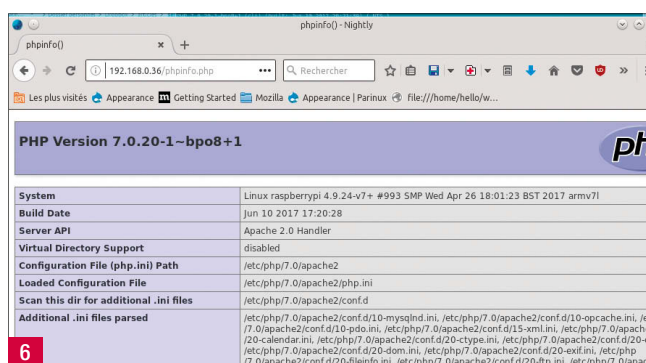 phpinfo() - Nightly
phpinfo()
192.168.0.36/phpinfo.php
Rechercher
Les plus visités Appearance Getting Started Mozilla Appearance | Parinux file:///home/hello/w...
PHP Version 7.0.20-1~bpo8+1
System Linux raspberrypi 4.9.24-v7+ #993 SMP Wed Apr 26 18:01:23 BST 2017 armv7l
Build Date Jun 10 2017 17:20:28
Server API Apache 2.0 Handler
Virtual Directory Support disabled
Configuration File (php.ini) Path /etc/php/7.0/apache2
Loaded Configuration File /etc/php/7.0/apache2/php.ini
Scan this dir for additional .ini files /etc/php/7.0/apache2/conf.d
Additional .ini files parsed /etc/php/7.0/apache2/conf.d/10-mysqlnd.ini, /etc/php/7.0/apache2/conf.d/10-opcache.ini,
/7.0/apache2/conf.d/10-pdo.ini, /etc/php/7.0/apache2/conf.d/15-xml.ini,
/20-calendar.ini, /etc/php/7.0/apache2/conf.d/20-ctype.ini,
/etc/php/7.0/apache2/conf.d/20-dom.ini, /etc/php/7.0/apache2/conf.d/20-exif.ini, /etc/php
/7.0/apache2/conf.d/20-fileinfo.ini, /etc/php/7.0/apache2/conf.d/20-ftp.ini,
6